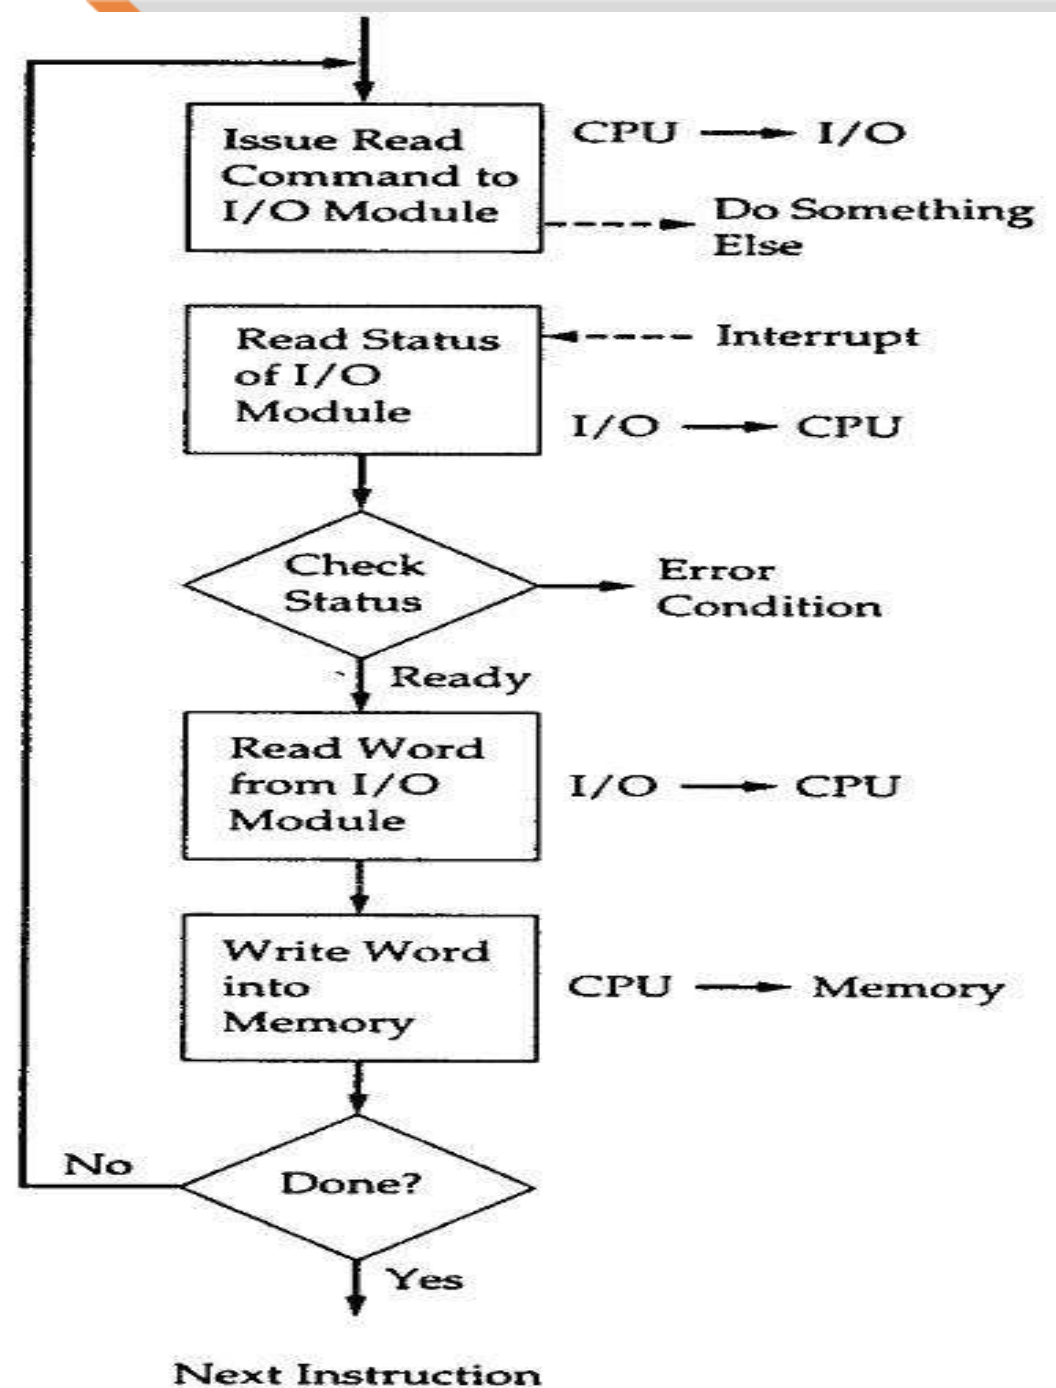 Issue Read
Command to
I/O Module
CPU → I/O
Do Something
Else
Read Status
of I/O
Module
Interrupt
I/O → CPU
Check
Status
Error
Condition
Ready
Read Word
from I/O
Module
I/O → CPU
Write Word
into
Memory
CPU → Memory
No
Done?
Yes
Next Instruction